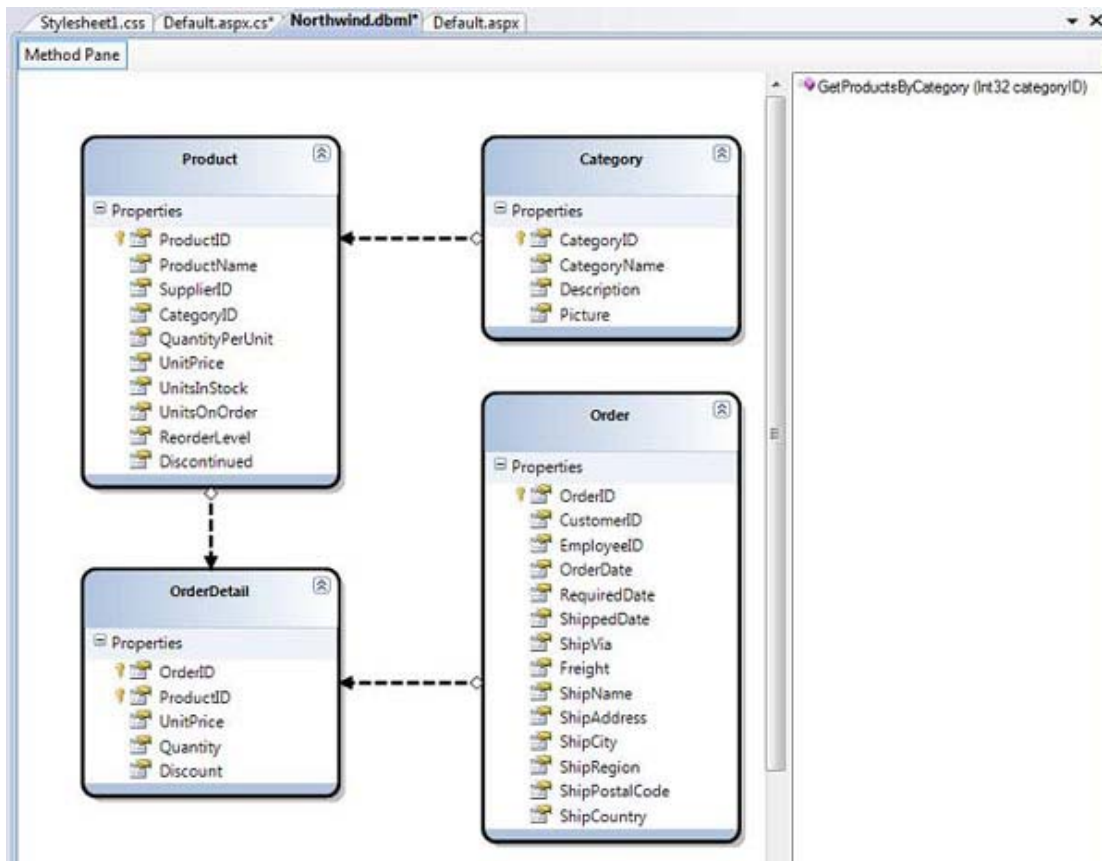 Stylesheet1.css Default.aspx.cs* Northwind.dbml* Default.aspx
Method Pane
GetProductsByCategory (Int32 categoryID)
Product
Properties
ProductID
ProductName
SupplierID
CategoryID
QuantityPerUnit
UnitPrice
UnitsInStock
UnitsOnOrder
ReorderLevel
Discontinued
Category
Properties
CategoryID
CategoryName
Description
Picture
OrderDetail
Properties
OrderID
ProductID
UnitPrice
Quantity
Discount
Order
Properties
OrderID
CustomerID
EmployeeID
OrderDate
RequiredDate
ShippedDate
ShipVia
Freight
ShipName
ShipAddress
ShipCity
ShipRegion
ShipPostalCode
ShipCountry